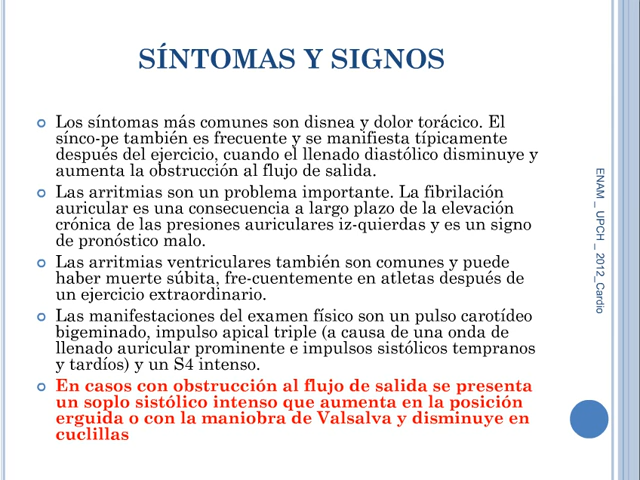 SÍNTOMAS Y SIGNOS
Los síntomas más comunes son disnea y dolor torácico. El
sínco-pe también es frecuente y se manifiesta típicamente
después del ejercicio, cuando el llenado diastólico disminuye y
aumenta la obstrucción al flujo de salida.
Las arritmias son un problema importante. La fibrilación
auricular es una consecuencia a largo plazo de la elevación
crónica de las presiones auriculares iz-quierdas y es un signo
de pronóstico malo.
Las arritmias ventriculares también son comunes y puede
haber muerte súbita, fre-cuentemente en atletas después de
un ejercicio extraordinario.
Las manifestaciones del examen físico son un pulso carotídeo
bigeminado, impulso apical triple (a causa de una onda de
llenado auricular prominente e impulsos sistólicos tempranos
y tardíos) y un S4 intenso.
En casos con obstrucción al flujo de salida se presenta
un soplo sistólico intenso que aumenta en la posición
erguida o con la maniobra de Valsalva y disminuye en
cuclillas
ENAM _ UPCH _ 2012_Cardio